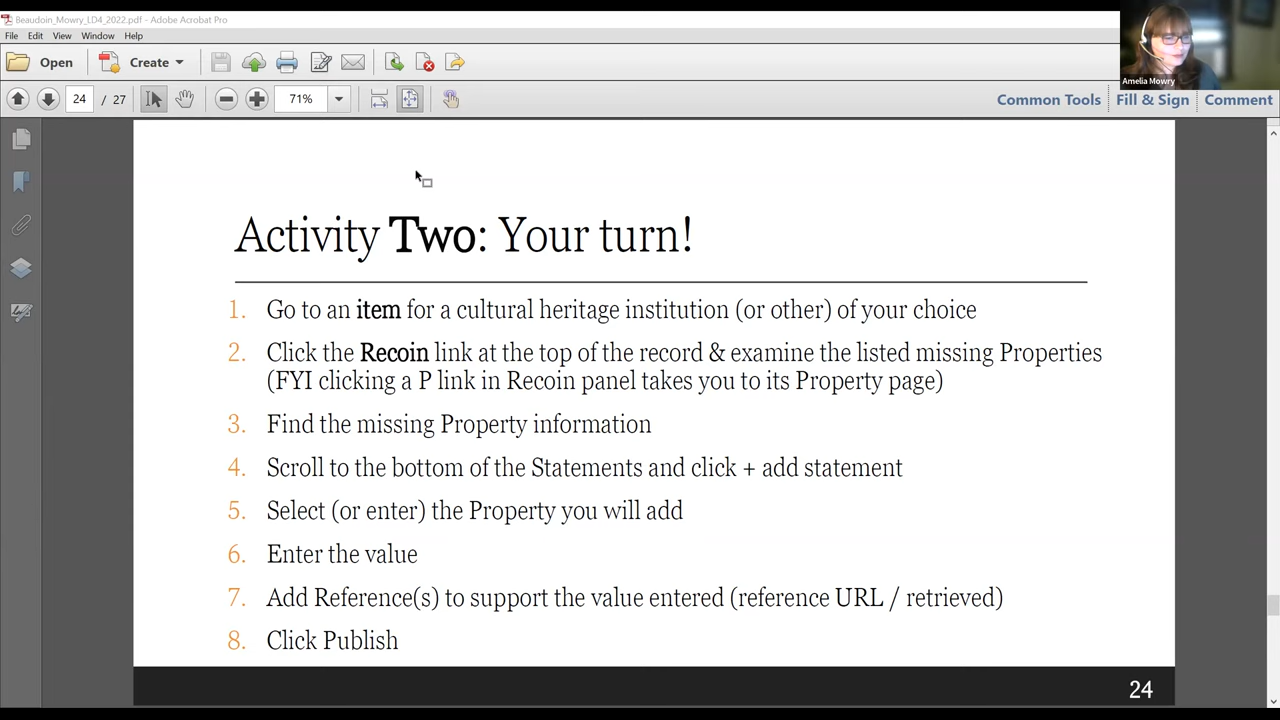 Beaudoin_Mowry_LD4_2022.pdf - Adobe Acrobat Pro
File Edit View Window Help
Open Create
24 / 27 71% Common Tools Fill & Sign Comment
Amelia Mowry
Activity Two: Your turn!
1. Go to an item for a cultural heritage institution (or other) of your choice
2. Click the Recoin link at the top of the record & examine the listed missing Properties
(FYI clicking a P link in Recoin panel takes you to its Property page)
3. Find the missing Property information
4. Scroll to the bottom of the Statements and click + add statement
5. Select (or enter) the Property you will add
6. Enter the value
7. Add Reference(s) to support the value entered (reference URL / retrieved)
8. Click Publish
24